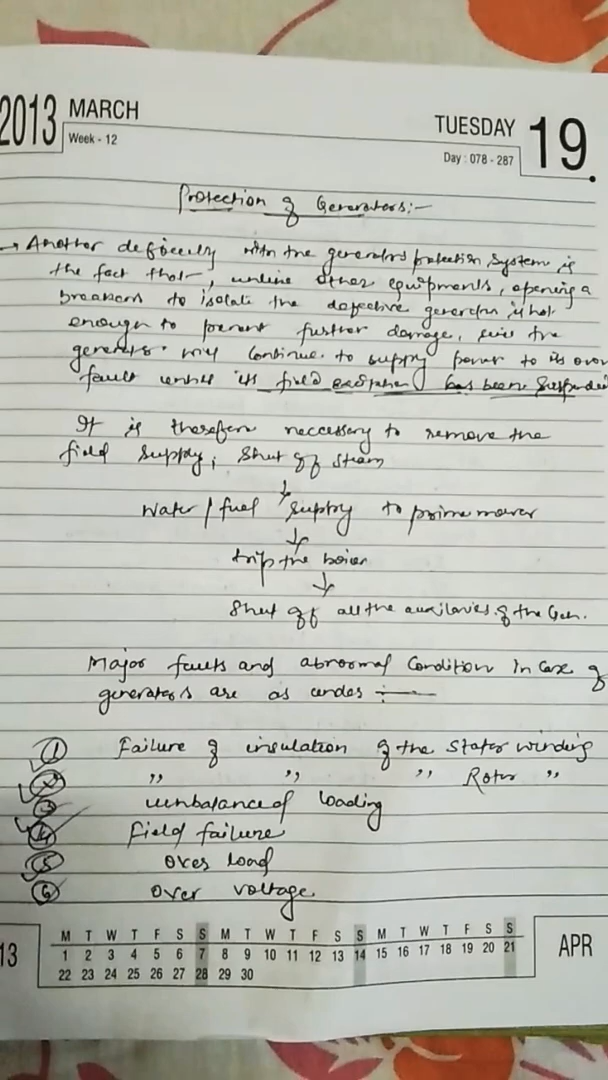 2013 MARCH
Week - 12
TUESDAY 19
Day : 078 - 287
Protection of Generators:-
→ Another deficulty with the generators protection system is
the fact that, unlike other equipments, opening a
breakers to isolate the defective generator is not
enough to prevent further damage, since the
generator will continue to supply power to its own
fault untill its field excitation has been suspended
It is therefore neccessary to remove the
field supply, shut off steam
↓
Water / fuel supply to prime mover
↓
trip the boiler
↓
Shut off all the auxilaries of the Gen.
Major faults and abnormal Condition in Case of
generators are as under :—
① Failure of insulation of the Stator winding
② ,, ,, ,, Rotor ,,
③ unbalance of loading
④ Field failure
⑤ over load
⑥ over voltage
13
M T W T F S S M T W T F S S M T W T F S S
1 2 3 4 5 6 7 8 9 10 11 12 13 14 15 16 17 18 19 20 21
22 23 24 25 26 27 28 29 30
APR